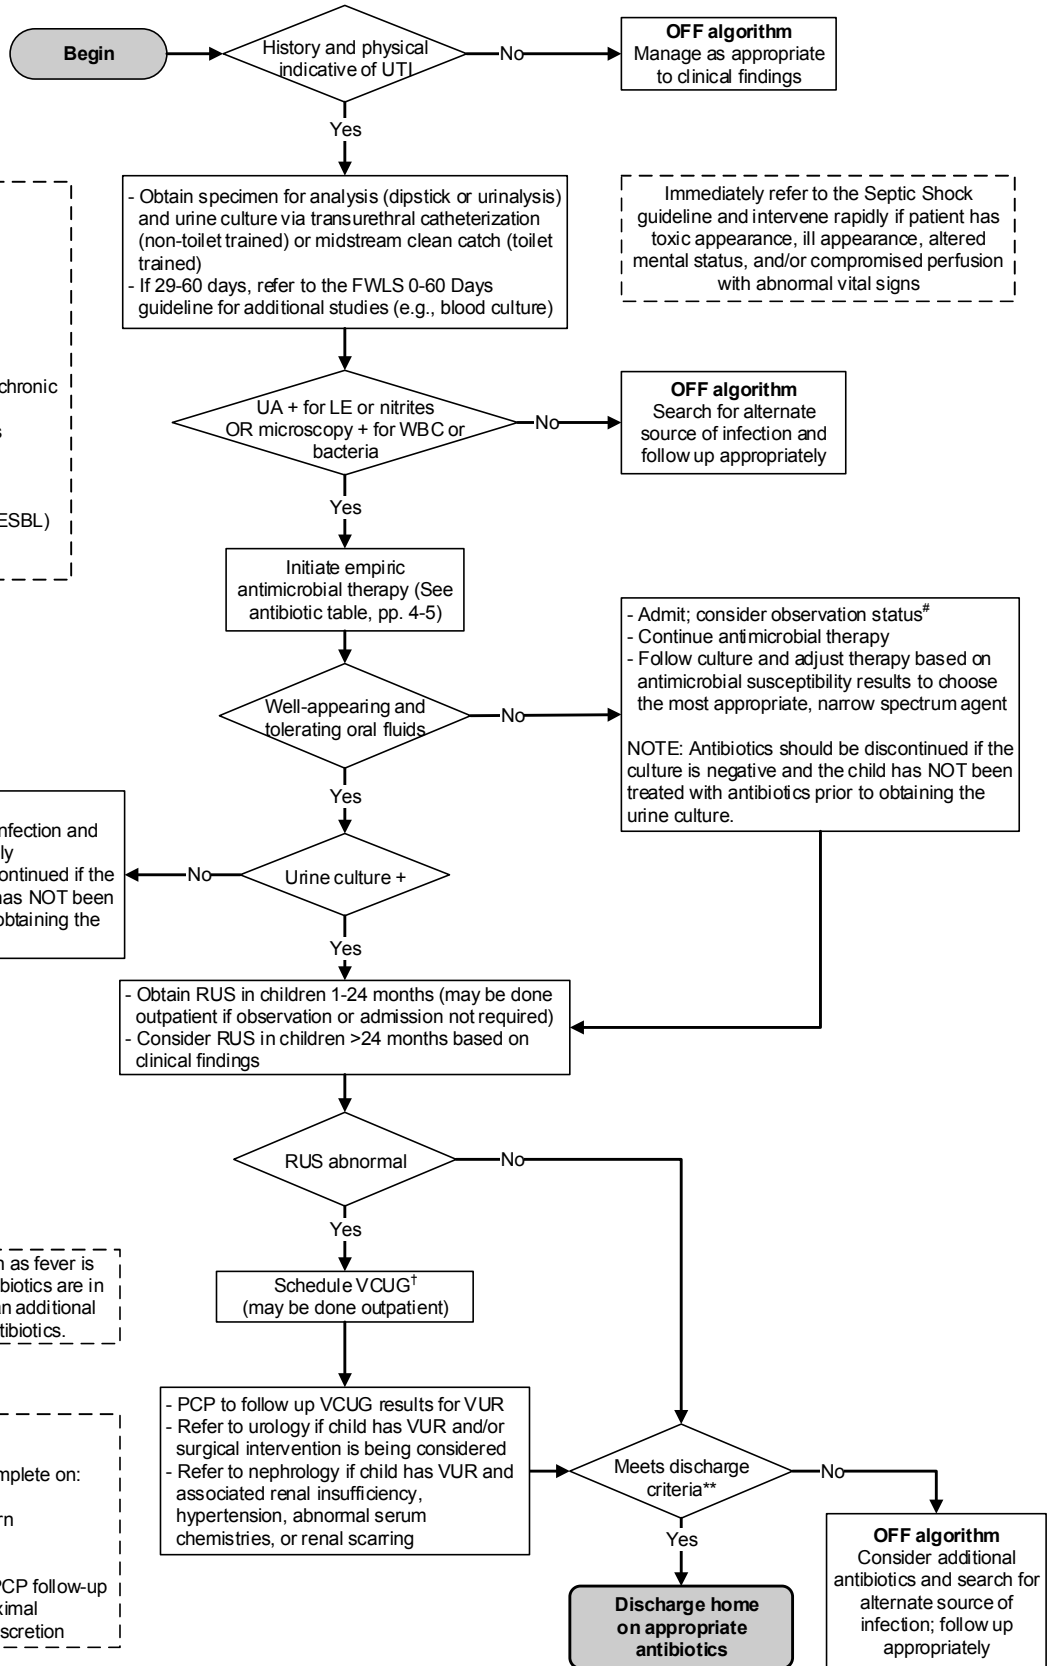 Begin
History and physical
indicative of UTI
No
OFF algorithm
Manage as appropriate
to clinical findings
Yes
- Obtain specimen for analysis (dipstick or urinalysis)
and urine culture via transurethral catheterization
(non-toilet trained) or midstream clean catch (toilet
trained)
- If 29-60 days, refer to the FWLS 0-60 Days
guideline for additional studies (e.g., blood culture)
Immediately refer to the Septic Shock
guideline and intervene rapidly if patient has
toxic appearance, ill appearance, altered
mental status, and/or compromised perfusion
with abnormal vital signs
chronic
s
ESBL)
UA + for LE or nitrites
OR microscopy + for WBC or
bacteria
No
OFF algorithm
Search for alternate
source of infection and
follow up appropriately
Yes
Initiate empiric
antimicrobial therapy (See
antibiotic table, pp. 4-5)
Well-appearing and
tolerating oral fluids
No
- Admit; consider observation status#
- Continue antimicrobial therapy
- Follow culture and adjust therapy based on
antimicrobial susceptibility results to choose
the most appropriate, narrow spectrum agent
NOTE: Antibiotics should be discontinued if the
culture is negative and the child has NOT been
treated with antibiotics prior to obtaining the
urine culture.
Yes
Urine culture +
No
nfection and
ly
continued if the
has NOT been
obtaining the
Yes
- Obtain RUS in children 1-24 months (may be done
outpatient if observation or admission not required)
- Consider RUS in children >24 months based on
clinical findings
RUS abnormal
No
Yes
Schedule VCUG†
(may be done outpatient)
n as fever is
biotics are in
an additional
tibiotics.
- PCP to follow up VCUG results for VUR
- Refer to urology if child has VUR and/or
surgical intervention is being considered
- Refer to nephrology if child has VUR and
associated renal insufficiency,
hypertension, abnormal serum
chemistries, or renal scarring
mplete on:
rn
PCP follow-up
ximal
scretion
Meets discharge
criteria**
No
Yes
OFF algorithm
Consider additional
antibiotics and search for
alternate source of
infection; follow up
appropriately
Discharge home
on appropriate
antibiotics